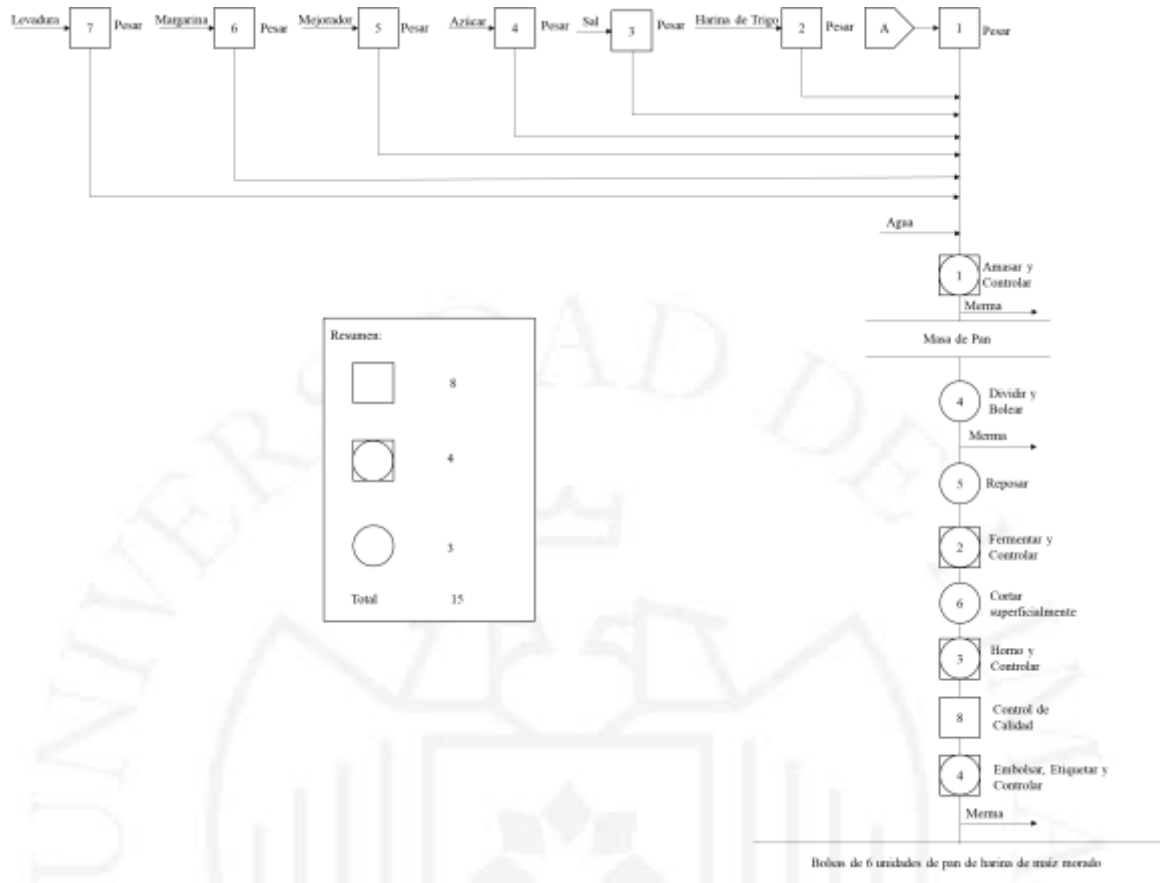 Levadura 7 Pesar Margarina 6 Pesar Mejorador 5 Pesar Azúcar 4 Pesar Sal 3 Pesar Harina de Trigo 2 Pesar A 1 Pesar
Agua
1 Amasar y
Controlar
Merma
Masa de Pan
Resumen:
8
4
3
Total 15
4 Dividir y
Bolear
Merma
5 Reposar
2 Fermentar y
Controlar
6 Cortar
superficialmente
3 Horno y
Controlar
8 Control de
Calidad
4 Embolsar, Etiquetar y
Controlar
Merma
Bolsas de 6 unidades de pan de harina de maíz morado
UNIVERSIDAD DE